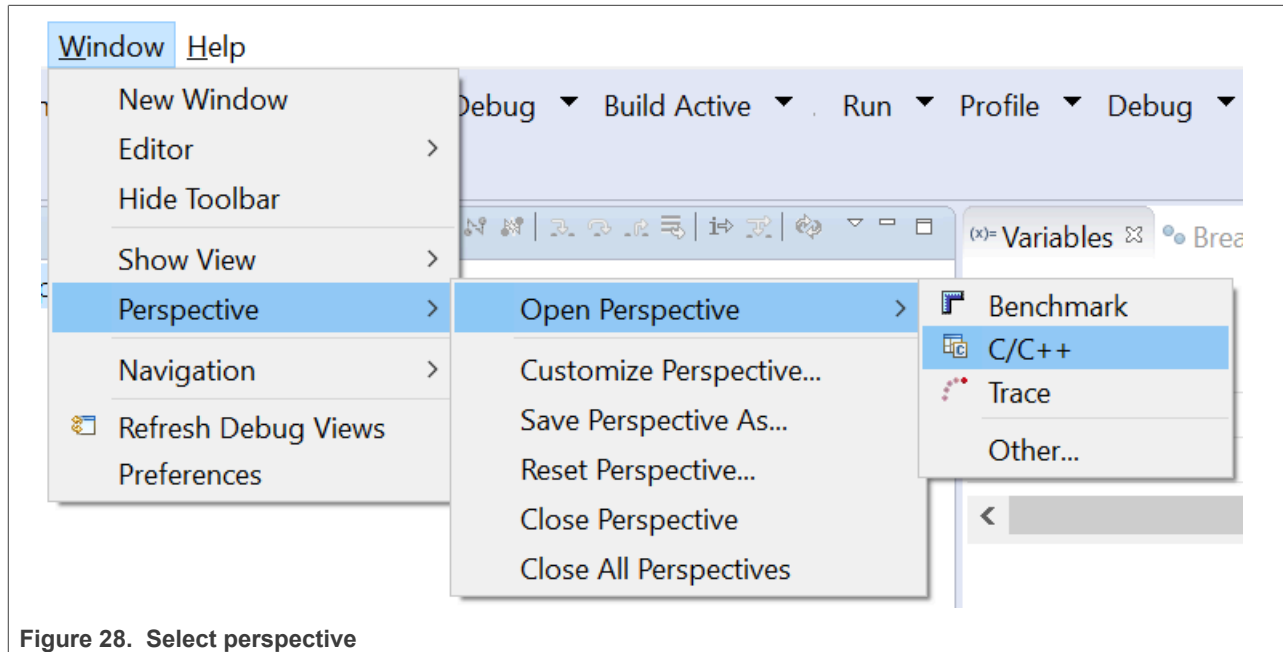 Window Help
New Window
Debug Build Active Run Profile Debug
Editor
Hide Toolbar
(x)= Variables
Show View
Perspective
Open Perspective
Benchmark
C/C++
Navigation
Customize Perspective...
Trace
Refresh Debug Views
Save Perspective As...
Other...
Preferences
Reset Perspective...
Close Perspective
Close All Perspectives
Figure 28. Select perspective